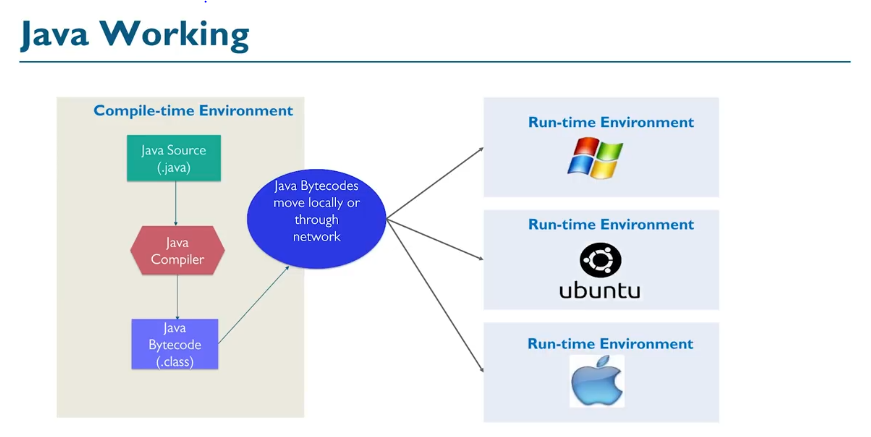 Java Working
Compile-time Environment
Java Source
(.java)
Java
Compiler
Java
Bytecode
(.class)
Java Bytecodes
move locally or
through
network
Run-time Environment
Run-time Environment
ubuntu
Run-time Environment